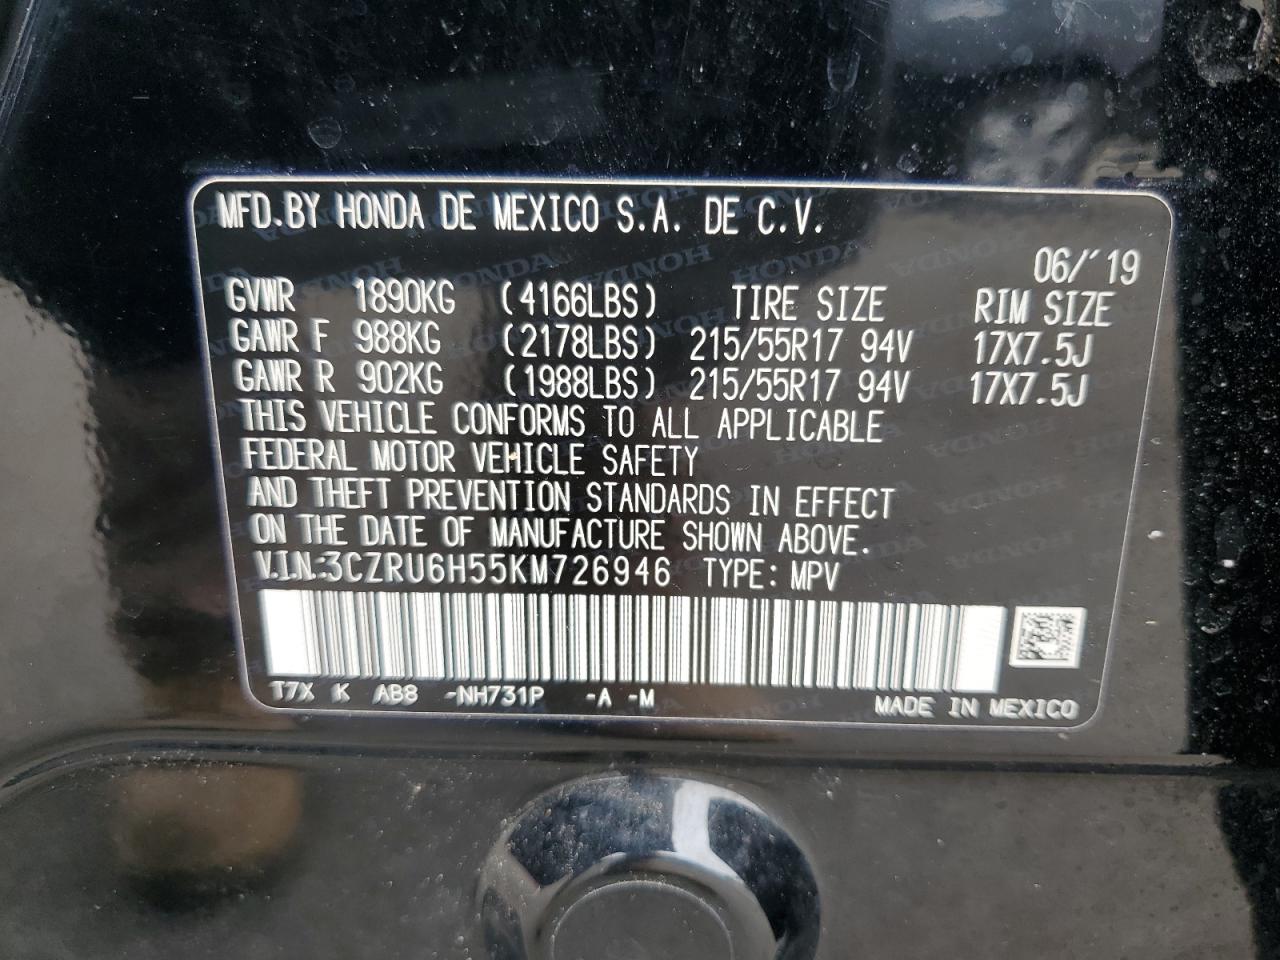 MFD.BY HONDA DE MEXICO S.A. DE C.V.
06/'19
GVWR 1890KG (4166LBS) TIRE SIZE RIM SIZE
GAWR F 988KG (2178LBS) 215/55R17 94V 17X7.5J
GAWR R 902KG (1988LBS) 215/55R17 94V 17X7.5J
THIS VEHICLE CONFORMS TO ALL APPLICABLE
FEDERAL MOTOR VEHICLE SAFETY
AND THEFT PREVENTION STANDARDS IN EFFECT
ON THE DATE OF MANUFACTURE SHOWN ABOVE.
V.I.N:3CZRU6H55KM726946 TYPE: MPV
T7X K AB8 -NH731P -A -M MADE IN MEXICO